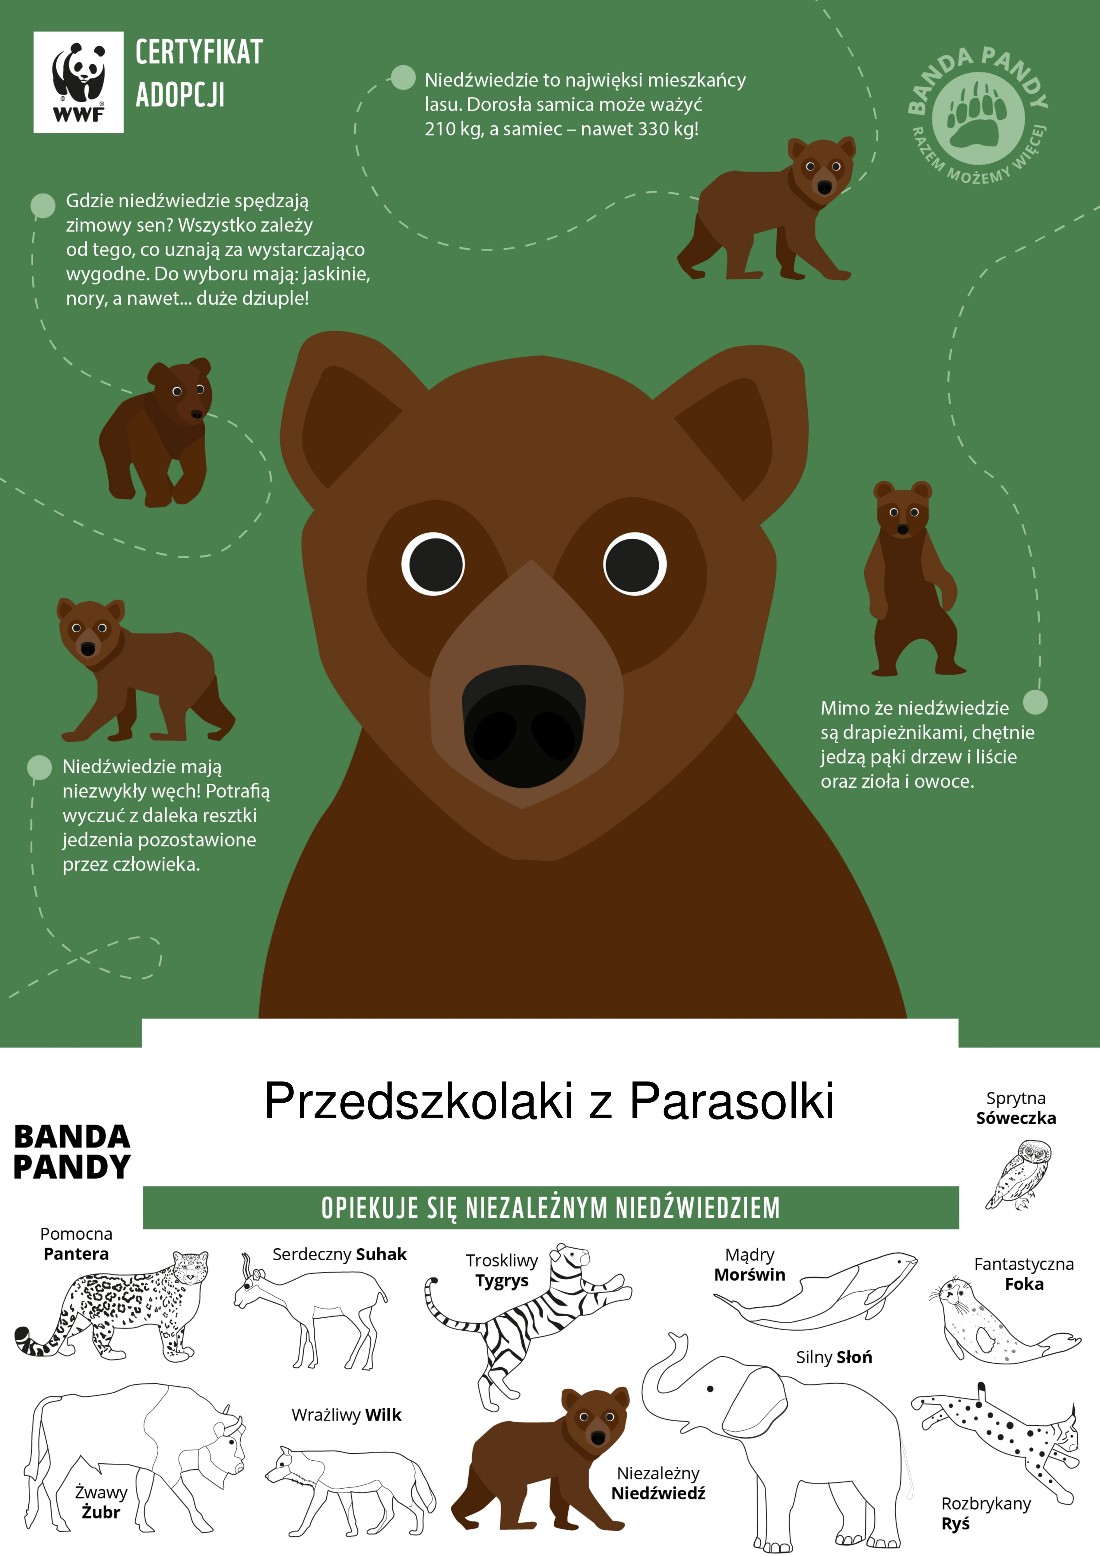 WWF
CERTYFIKAT
ADOPCJI
Niedźwiedzie to najwięksi mieszkańcy
lasu. Dorosła samica może ważyć
210 kg, a samiec – nawet 330 kg!
BANDA PANDY
RAZEM MOŻEMY WIĘCEJ
Gdzie niedźwiedzie spędzają
zimowy sen? Wszystko zależy
od tego, co uznają za wystarczająco
wygodne. Do wyboru mają: jaskinie,
nory, a nawet... duże dziuple!
Mimo że niedźwiedzie
są drapieżnikami, chętnie
jedzą pąki drzew i liście
oraz zioła i owoce.
Niedźwiedzie mają
niezwykły węch! Potrafią
wyczuć z daleka resztki
jedzenia pozostawione
przez człowieka.
Przedszkolaki z Parasolki
BANDA
PANDY
Sprytna
Sóweczka
OPIEKUJE SIĘ NIEZALEŻNYM NIEDŹWIEDZIEM
Pomocna
Pantera
Serdeczny Suhak
Troskliwy
Tygrys
Mądry
Morświn
Fantastyczna
Foka
Silny Słoń
Wrażliwy Wilk
Żwawy
Żubr
Niezależny
Niedźwiedź
Rozbrykany
Ryś